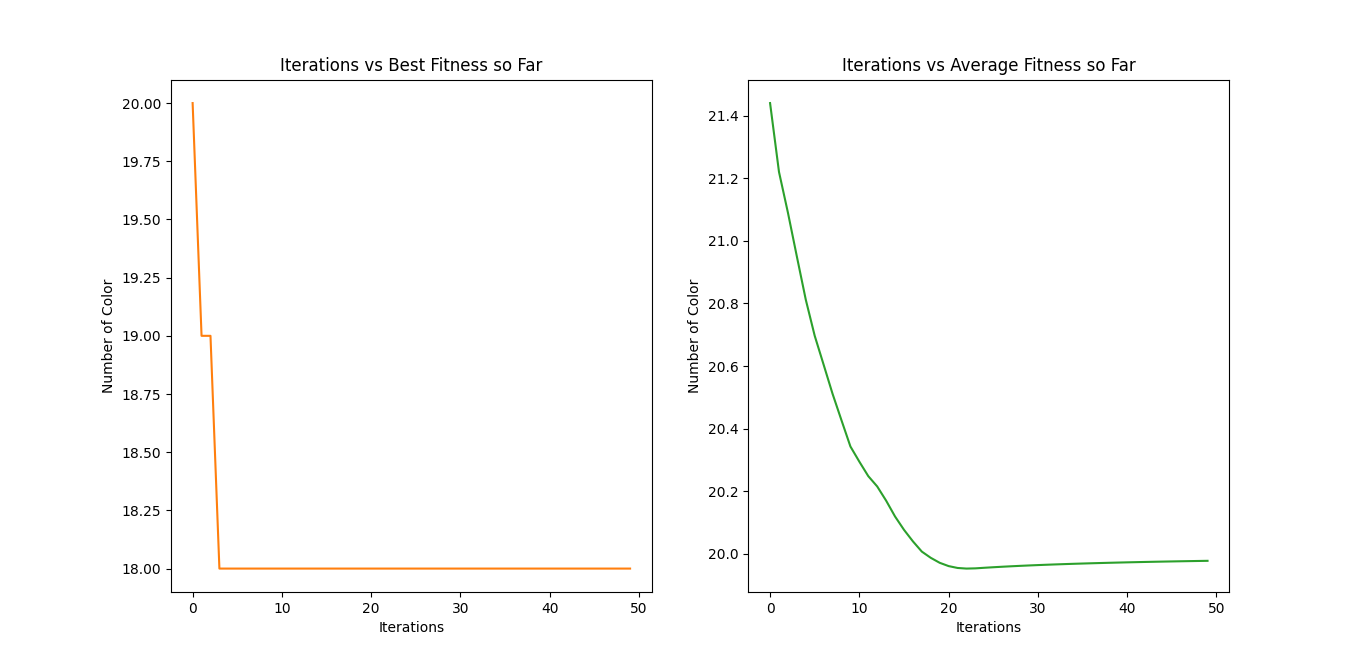 Iterations vs Best Fitness so Far
Number of Color
20.00
19.75
19.50
19.25
19.00
18.75
18.50
18.25
18.00
0 10 20 30 40 50
Iterations
Iterations vs Average Fitness so Far
Number of Color
21.4
21.2
21.0
20.8
20.6
20.4
20.2
20.0
0 10 20 30 40 50
Iterations